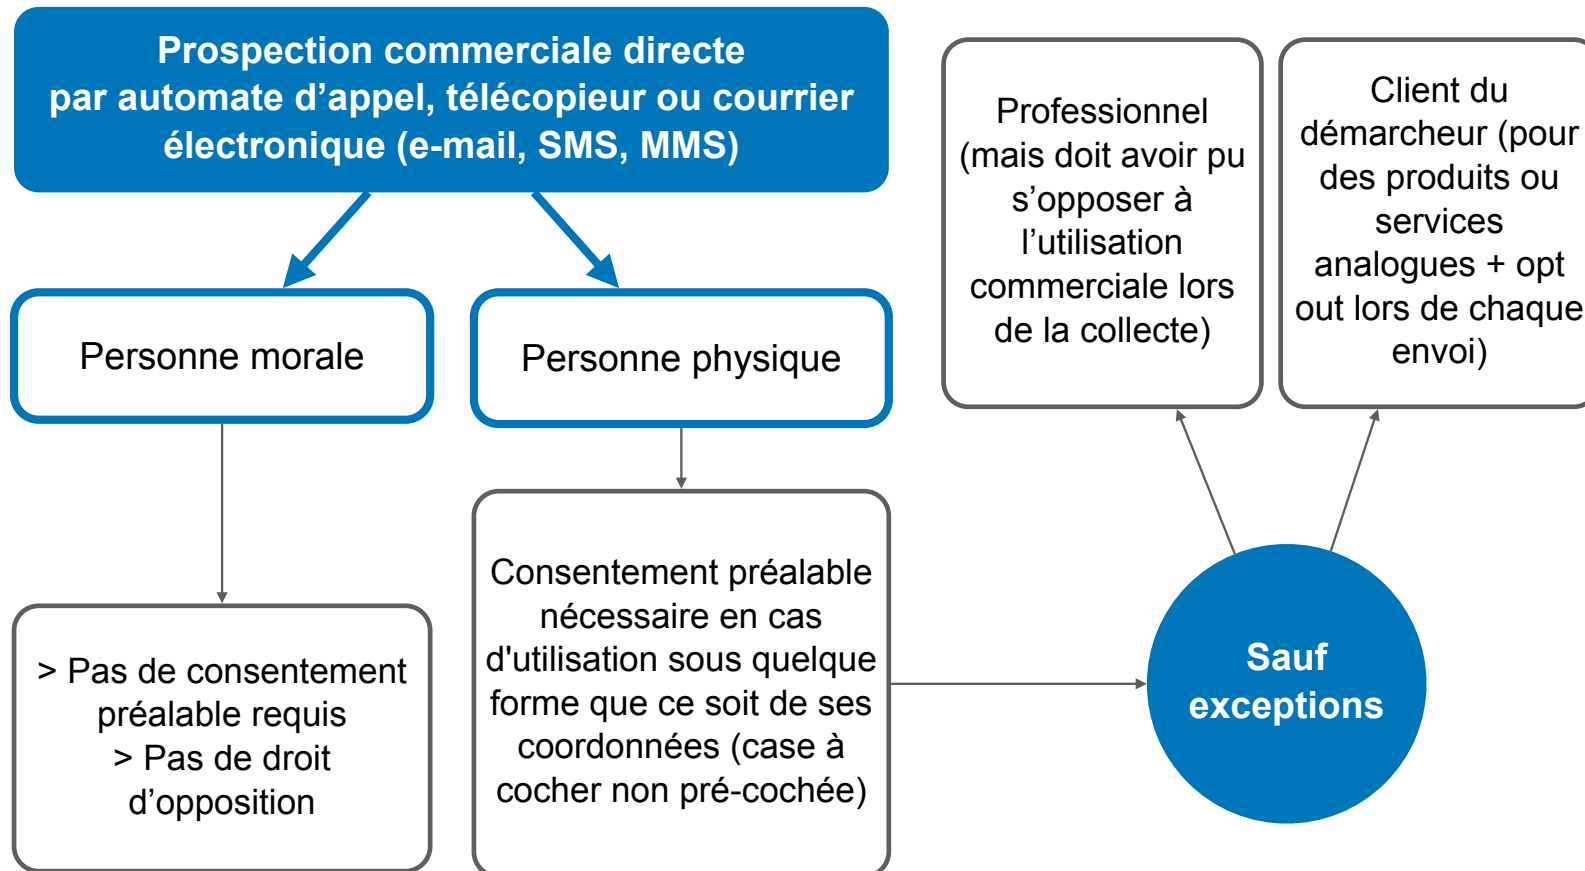 Prospection commerciale directe
par automate d’appel, télécopieur ou courrier
électronique (e-mail, SMS, MMS)
Personne morale
Personne physique
> Pas de consentement
préalable requis
> Pas de droit
d’opposition
Consentement préalable
nécessaire en cas
d'utilisation sous quelque
forme que ce soit de ses
coordonnées (case à
cocher non pré-cochée)
Sauf
exceptions
Professionnel
(mais doit avoir pu
s’opposer à
l’utilisation
commerciale lors
de la collecte)
Client du
démarcheur (pour
des produits ou
services
analogues + opt
out lors de chaque
envoi)